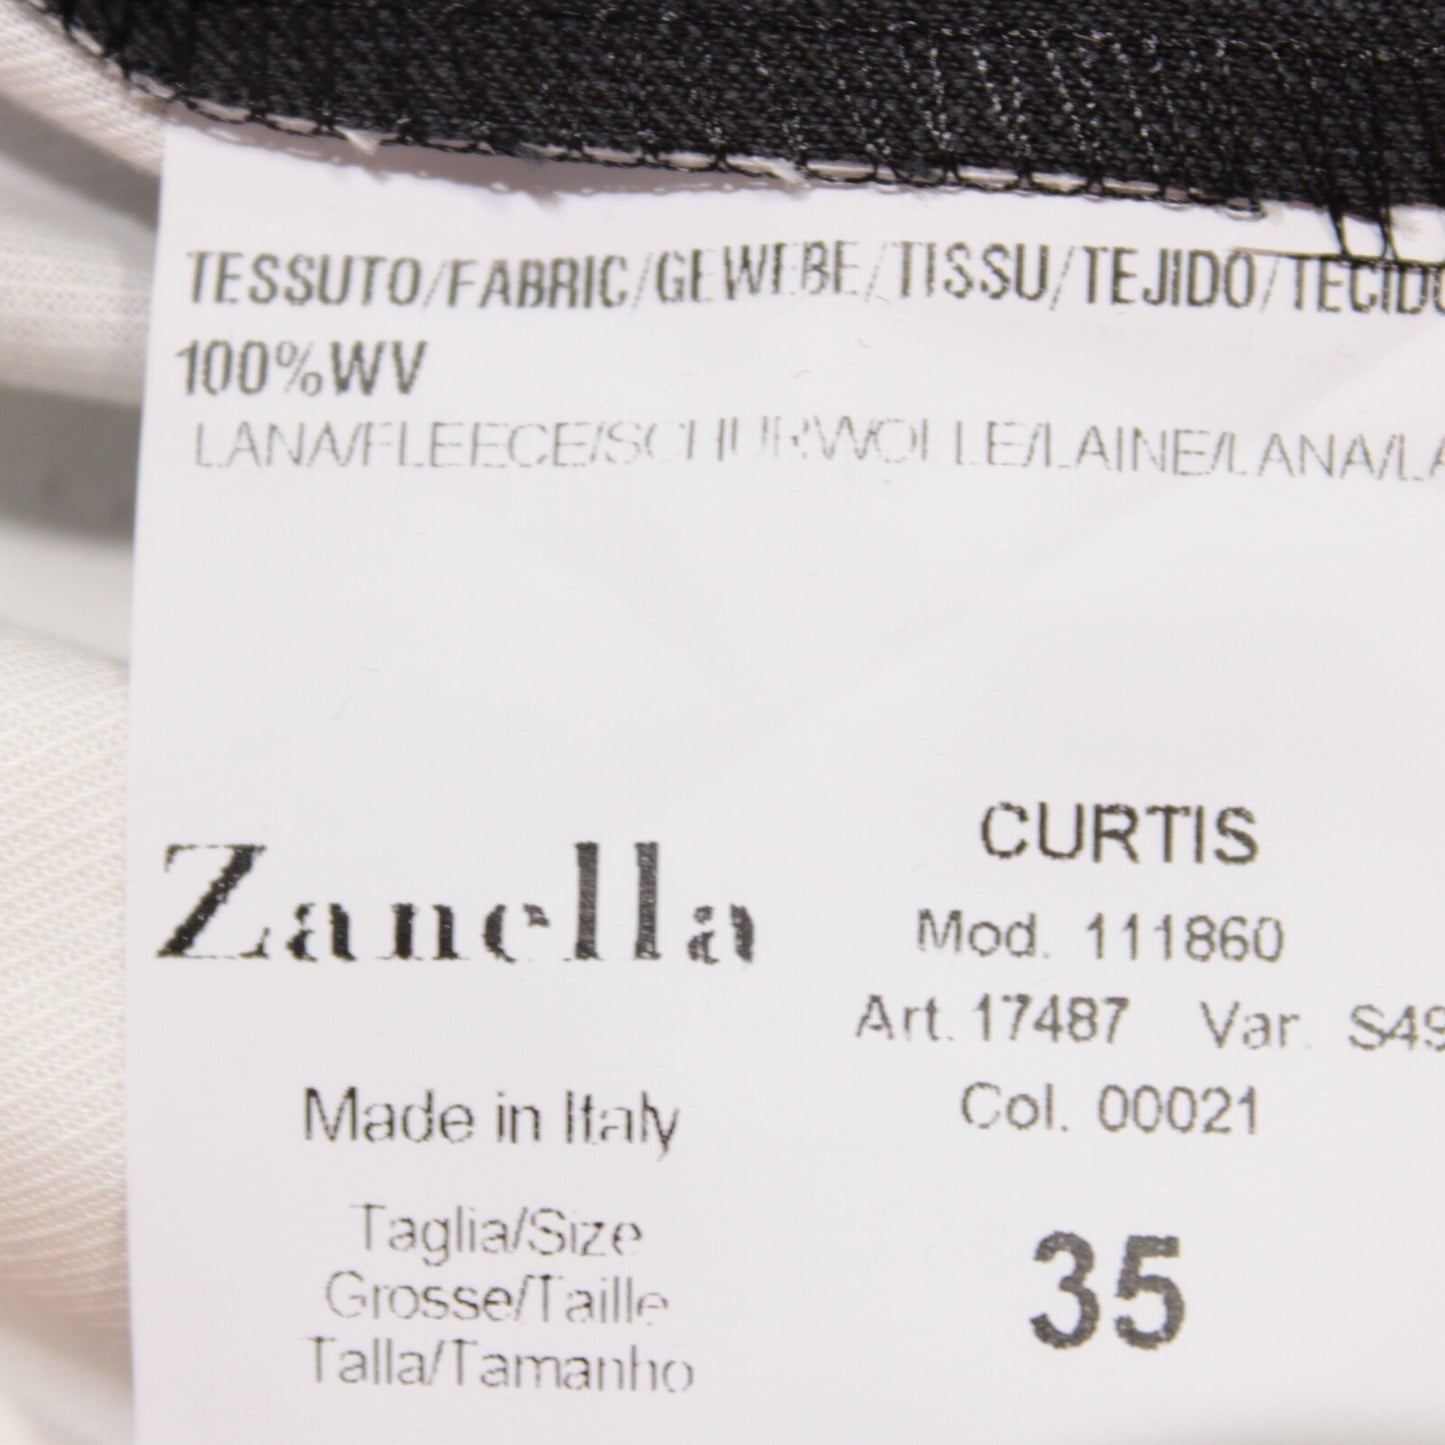 TESSUTO/FABRIC/GEWEBE/TISSU/TEJIDO/TECIDO
100%WV
LANA/FLEECE/SCHURWOLLE/LAINE/LANA/LA
Zanella
CURTIS
Mod. 111860
Art. 17487 Var. S49
Col. 00021
Made in Italy
Taglia/Size
Grosse/Taille
Talla/Tamanho
35